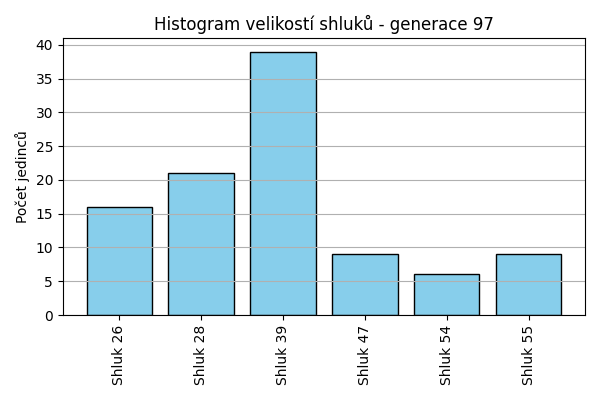 Histogram velikostí shluků - generace 97
Počet jedinců
40
35
30
25
20
15
10
5
0
Shluk 26
Shluk 28
Shluk 39
Shluk 47
Shluk 54
Shluk 55